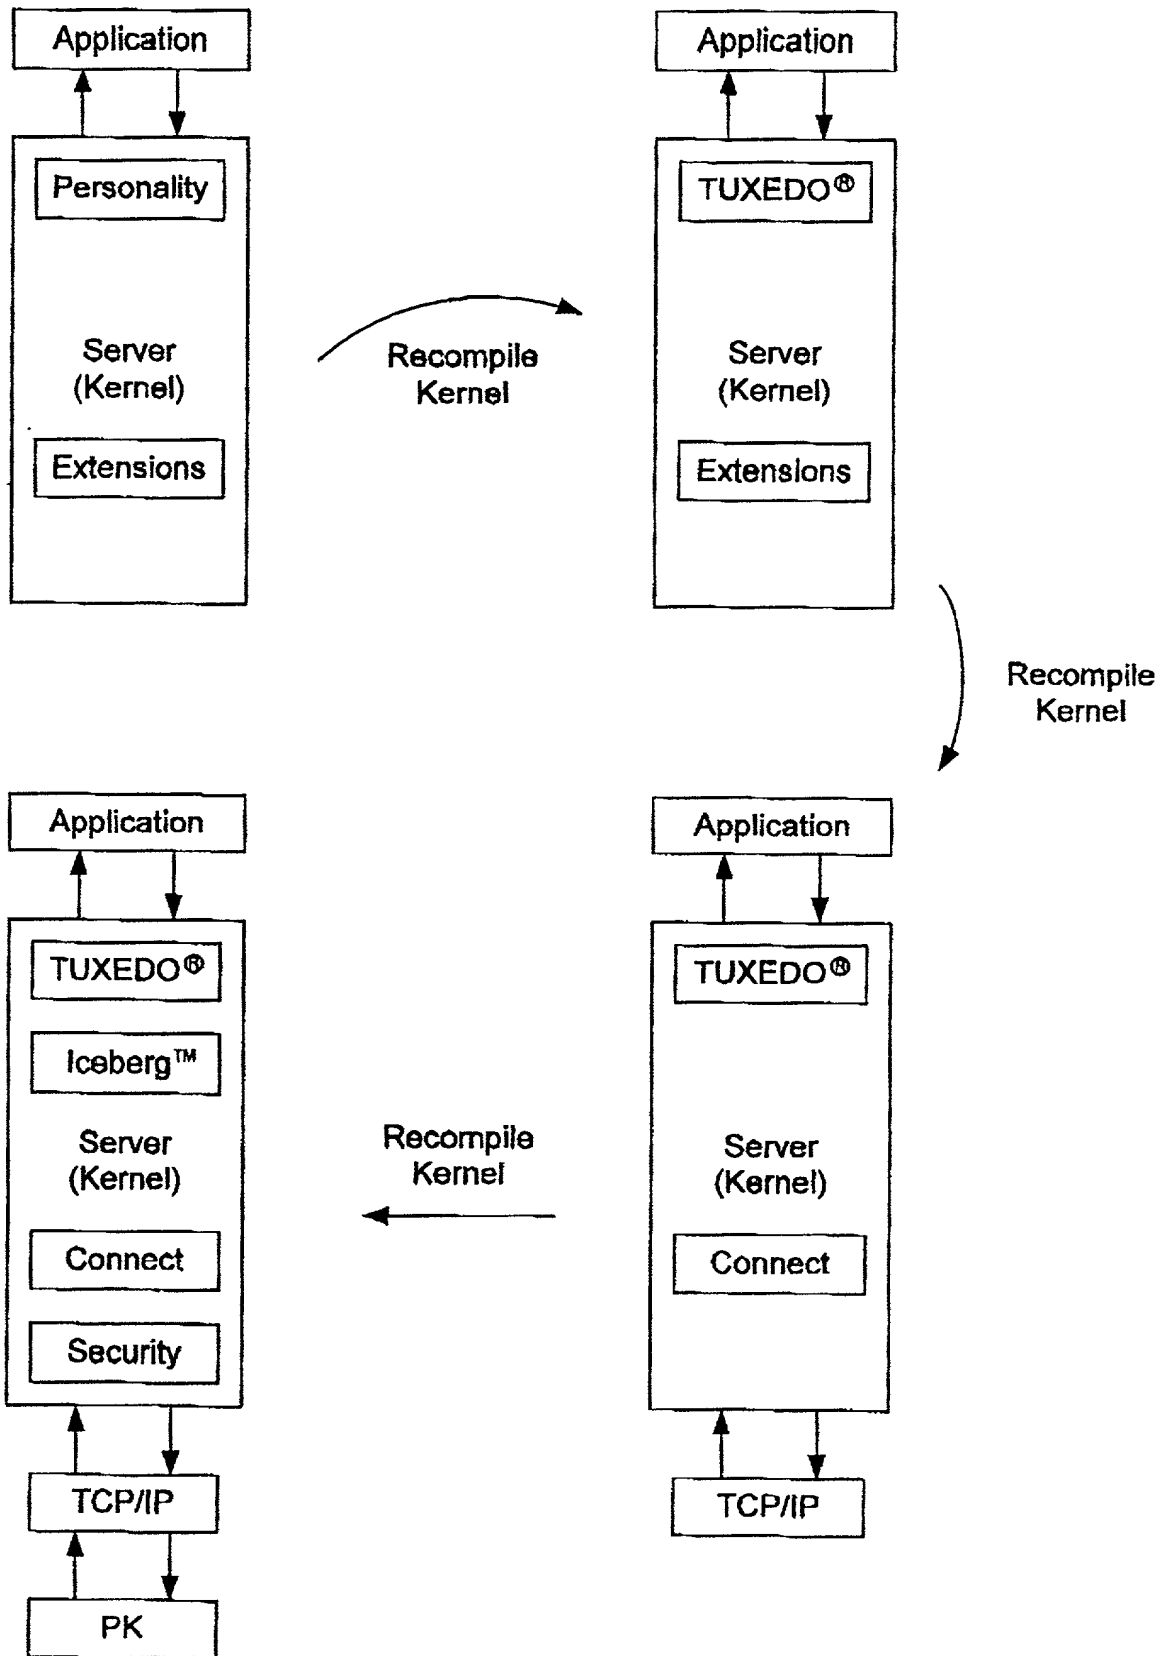 Application
Personality
Server
(Kernel)
Extensions
Recompile
Kernel
Application
TUXEDO®
Server
(Kernel)
Extensions
Recompile
Kernel
Application
TUXEDO®
Server
(Kernel)
Connect
TCP/IP
Recompile
Kernel
Application
TUXEDO®
Iceberg™
Server
(Kernel)
Connect
Security
TCP/IP
PK